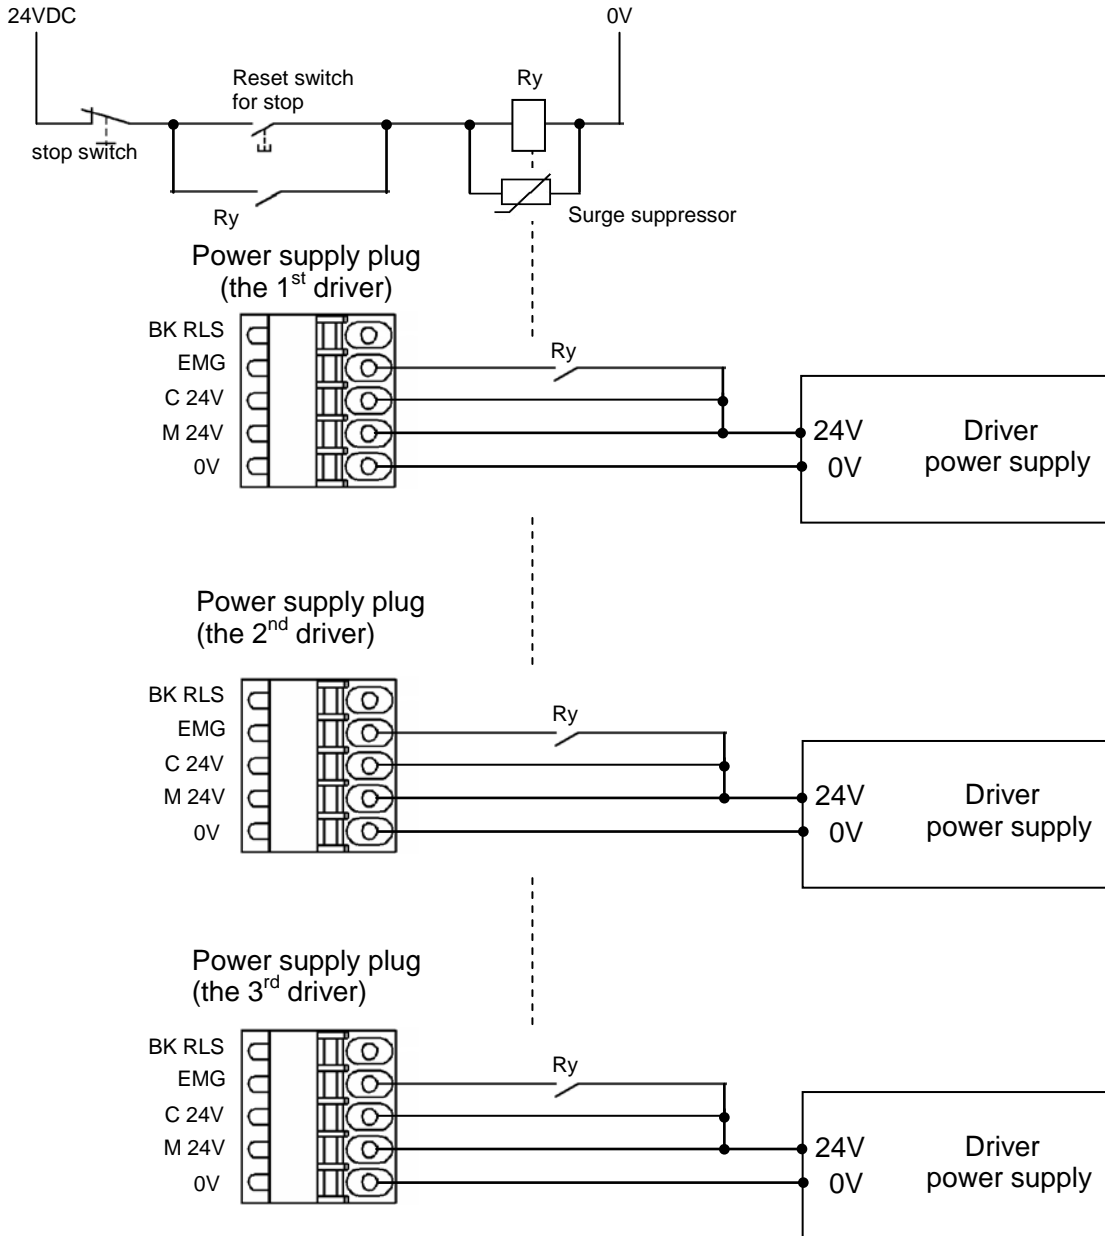 24VDC
0V
Reset switch
for stop
Ry
stop switch
Ry
Surge suppressor
Power supply plug
(the 1st driver)
BK RLS
EMG
C 24V
M 24V
0V
Ry
24V
0V
Driver
power supply
Power supply plug
(the 2nd driver)
BK RLS
EMG
C 24V
M 24V
0V
Ry
24V
0V
Driver
power supply
Power supply plug
(the 3rd driver)
BK RLS
EMG
C 24V
M 24V
0V
Ry
24V
0V
Driver
power supply